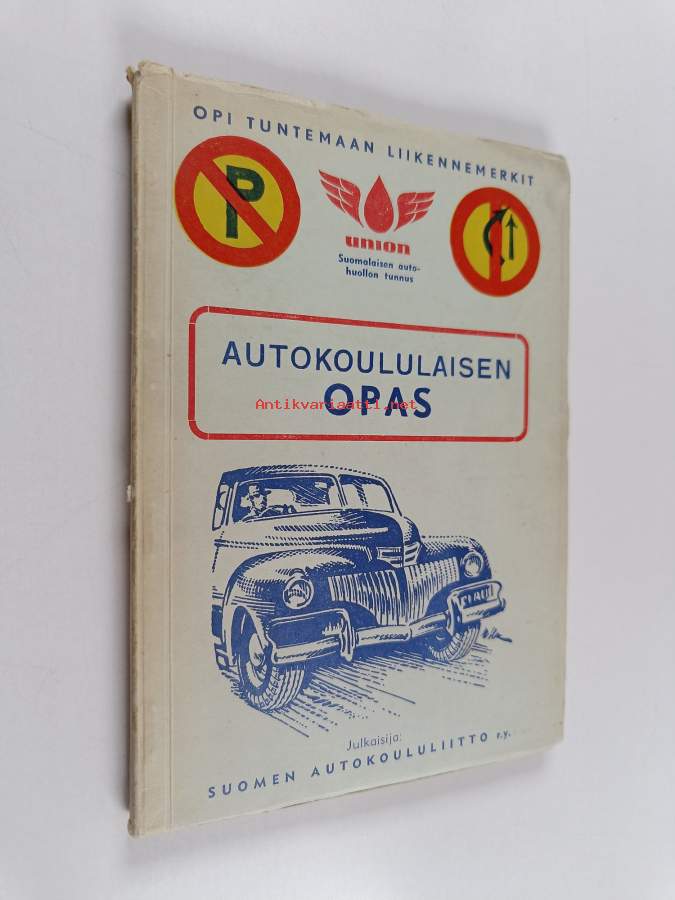 OPI TUNTEMAAN LIIKENNEMERKIT
P
union
Suomalaisen auto-
huollon tunnus
AUTOKOULULAISEN
OPAS
Antikvariaatti.net
Julkaisija:
SUOMEN AUTOKOULULIITTO r.y.